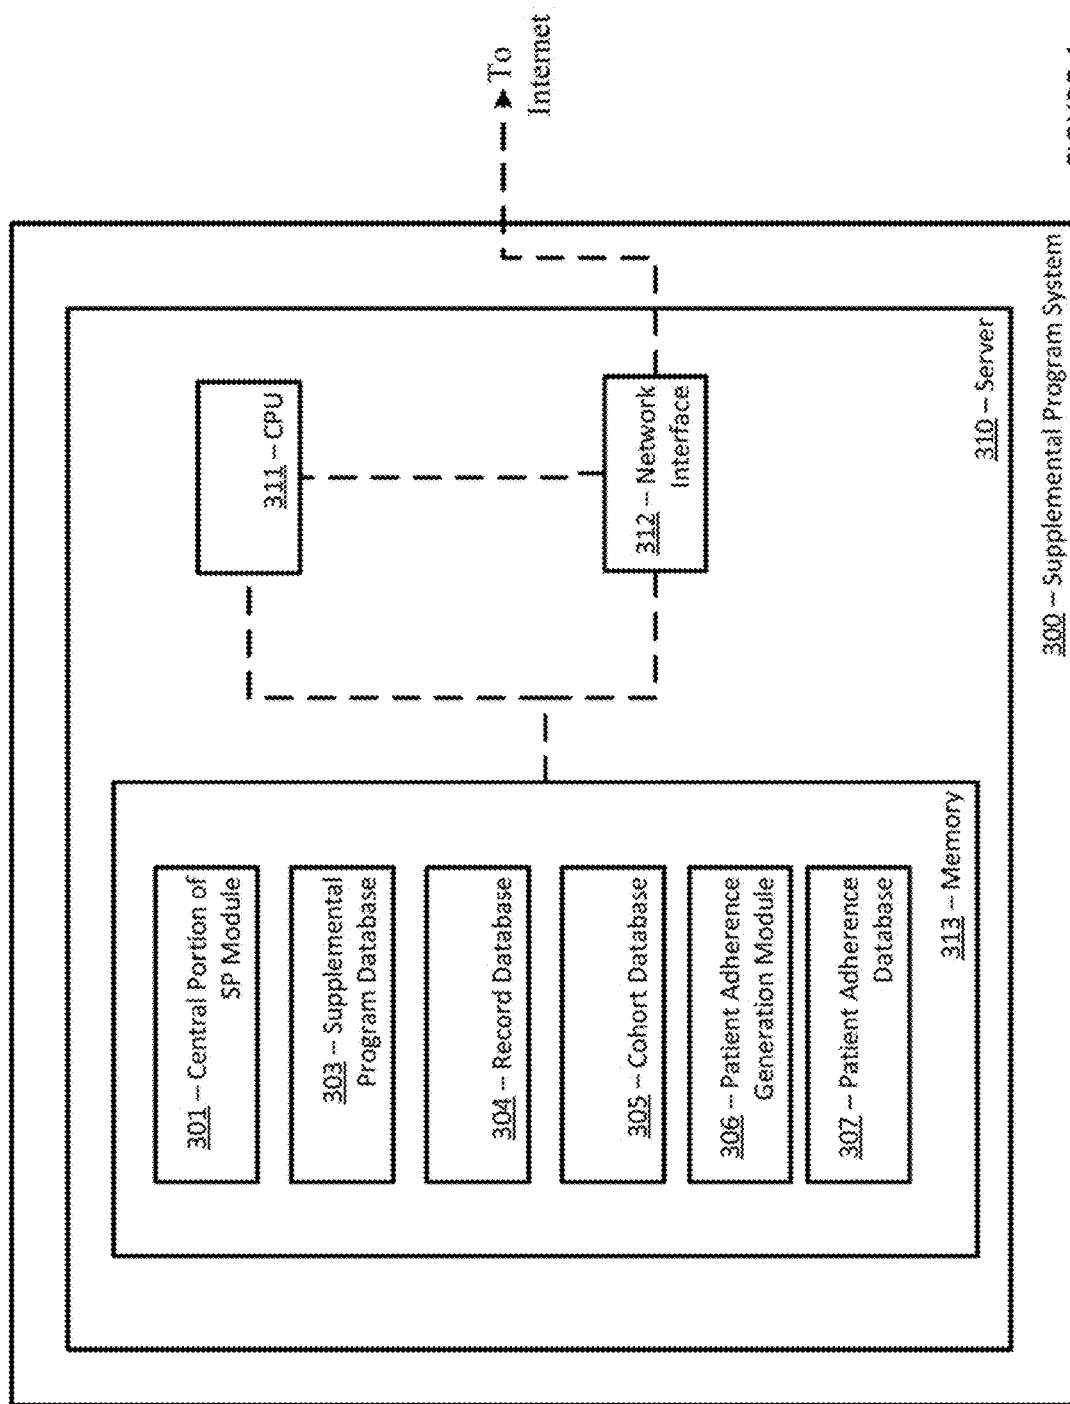 301 – Central Portion of
SP Module
303 – Supplemental
Program Database
304 – Record Database
305 – Cohort Database
306 – Patient Adherence
Generation Module
307 – Patient Adherence
Database
313 – Memory
311 – CPU
312 – Network
Interface
To
Internet
310 – Server
300 – Supplemental Program System